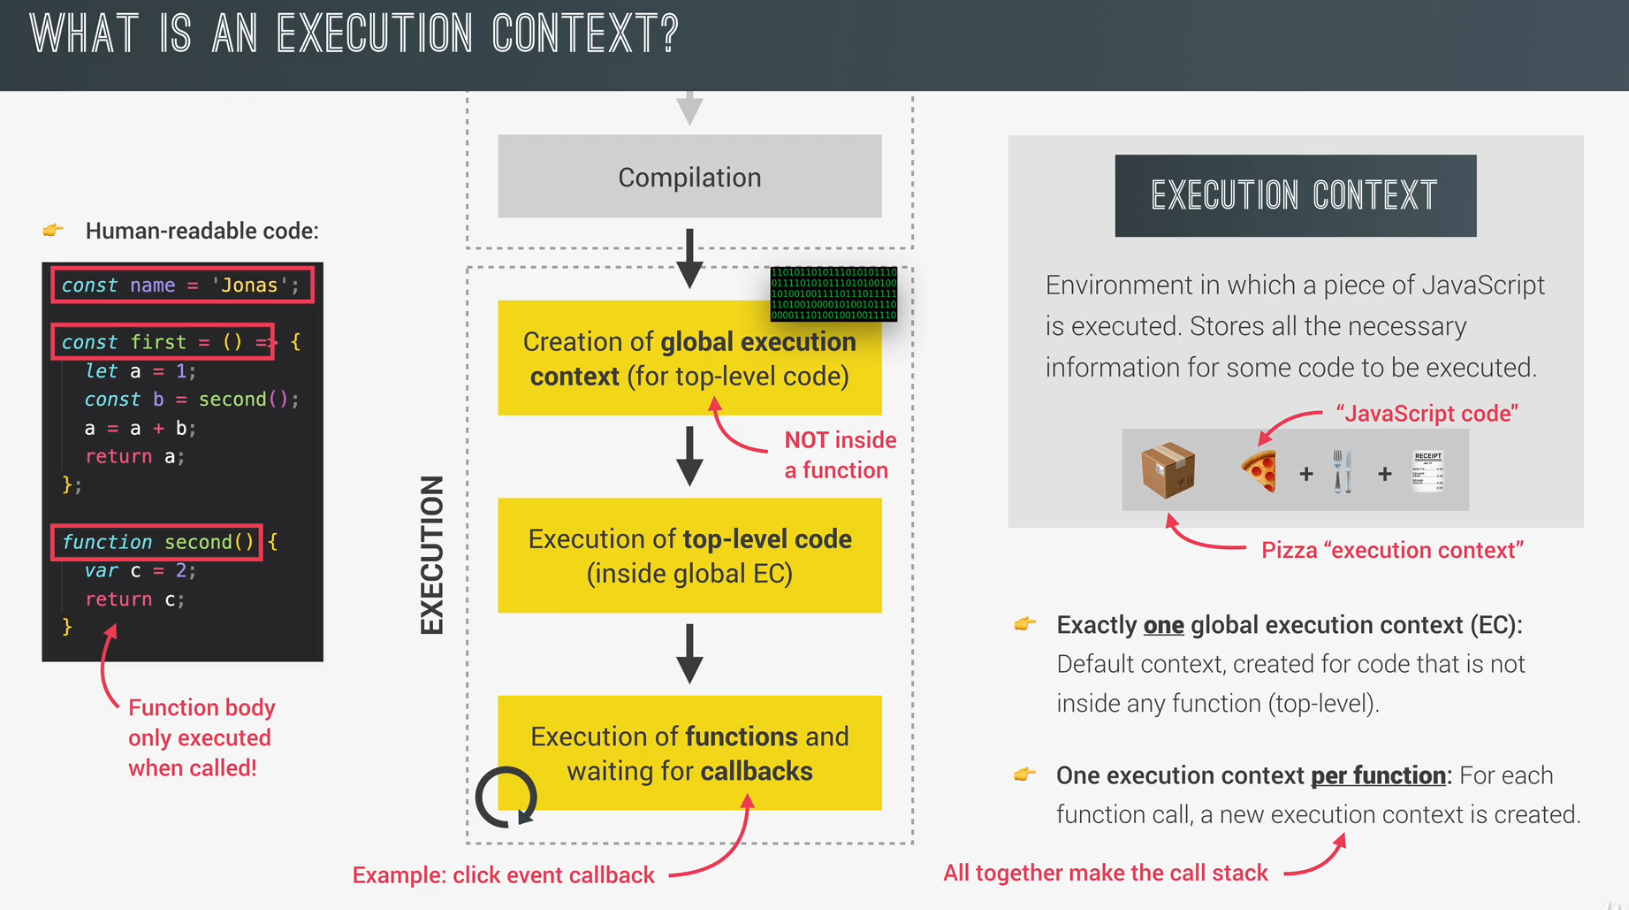 WHAT IS AN EXECUTION CONTEXT?
Compilation
Human-readable code:
const name = 'Jonas';
const first = () => {
let a = 1;
const b = second();
a = a + b;
return a;
};
function second() {
var c = 2;
return c;
}
Function body
only executed
when called!
EXECUTION
1101011010111010101110
0111101010111010100100
10100100111101110111111
11010010000101001011110
00001110100100100111110
Creation of global execution
context (for top-level code)
NOT inside
a function
Execution of top-level code
(inside global EC)
Execution of functions and
waiting for callbacks
Example: click event callback
EXECUTION CONTEXT
Environment in which a piece of JavaScript
is executed. Stores all the necessary
information for some code to be executed.
“JavaScript code"
+
+
RECEIPT
Pizza “execution context”
Exactly one global execution context (EC):
Default context, created for code that is not
inside any function (top-level).
One execution context per function: For each
function call, a new execution context is created.
All together make the call stack